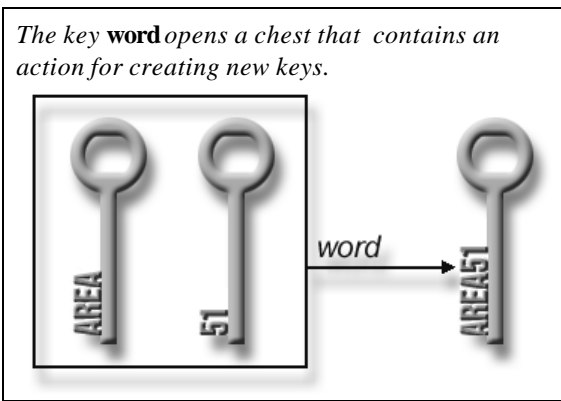 The key word opens a chest that contains an
action for creating new keys.
AREA
51
word
AREA51